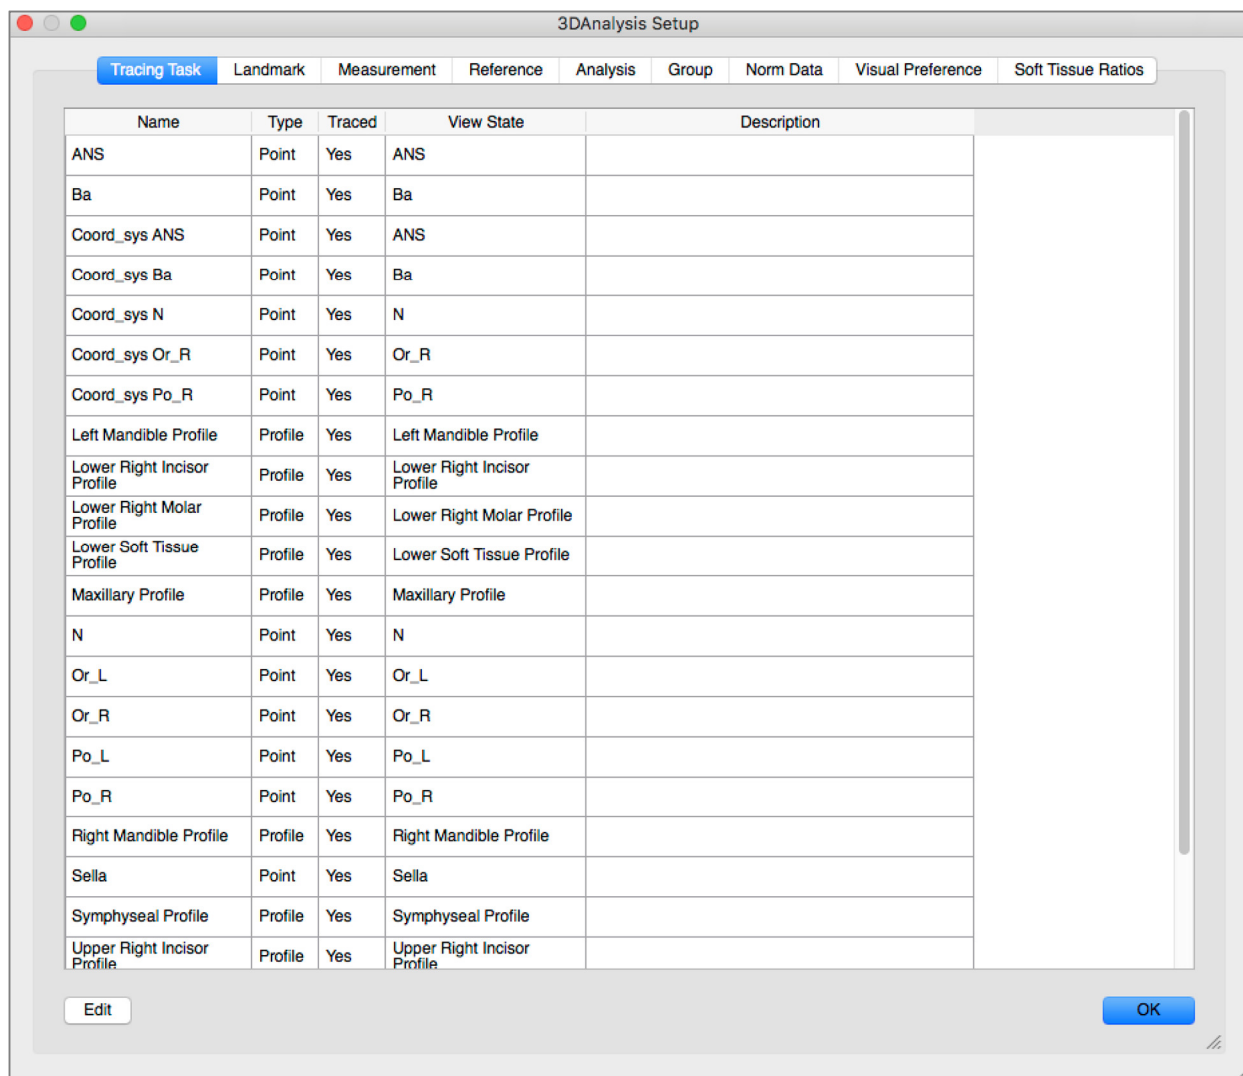 3DAnalysis Setup
Tracing Task Landmark Measurement Reference Analysis Group Norm Data Visual Preference Soft Tissue Ratios
Name Type Traced View State Description
ANS Point Yes ANS
Ba Point Yes Ba
Coord_sys ANS Point Yes ANS
Coord_sys Ba Point Yes Ba
Coord_sys N Point Yes N
Coord_sys Or_R Point Yes Or_R
Coord_sys Po_R Point Yes Po_R
Left Mandible Profile Profile Yes Left Mandible Profile
Lower Right Incisor
Profile Profile Yes Lower Right Incisor
Profile
Lower Right Molar
Profile Profile Yes Lower Right Molar Profile
Lower Soft Tissue
Profile Profile Yes Lower Soft Tissue Profile
Maxillary Profile Profile Yes Maxillary Profile
N Point Yes N
Or_L Point Yes Or_L
Or_R Point Yes Or_R
Po_L Point Yes Po_L
Po_R Point Yes Po_R
Right Mandible Profile Profile Yes Right Mandible Profile
Sella Point Yes Sella
Symphyseal Profile Profile Yes Symphyseal Profile
Upper Right Incisor
Profile Profile Yes Upper Right Incisor
Profile
Edit OK